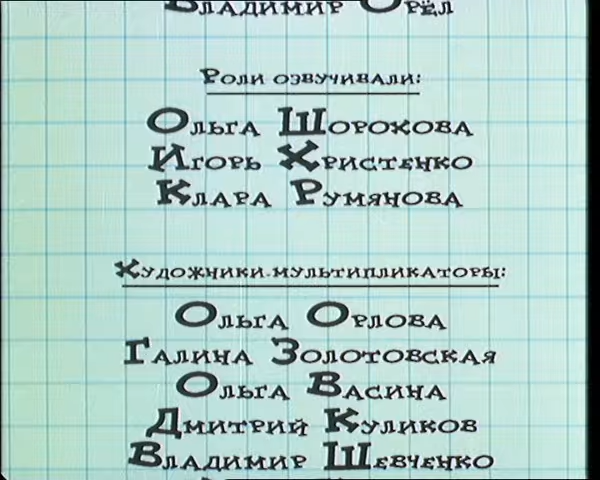 Владимир Орёл
Роли озвучивали:
Ольга Шорохова
Игорь Христенко
Клара Румянова
Художники-мультипликаторы:
Ольга Орлова
Галина Золотовская
Ольга Васина
Дмитрий Куликов
Владимир Шевченко